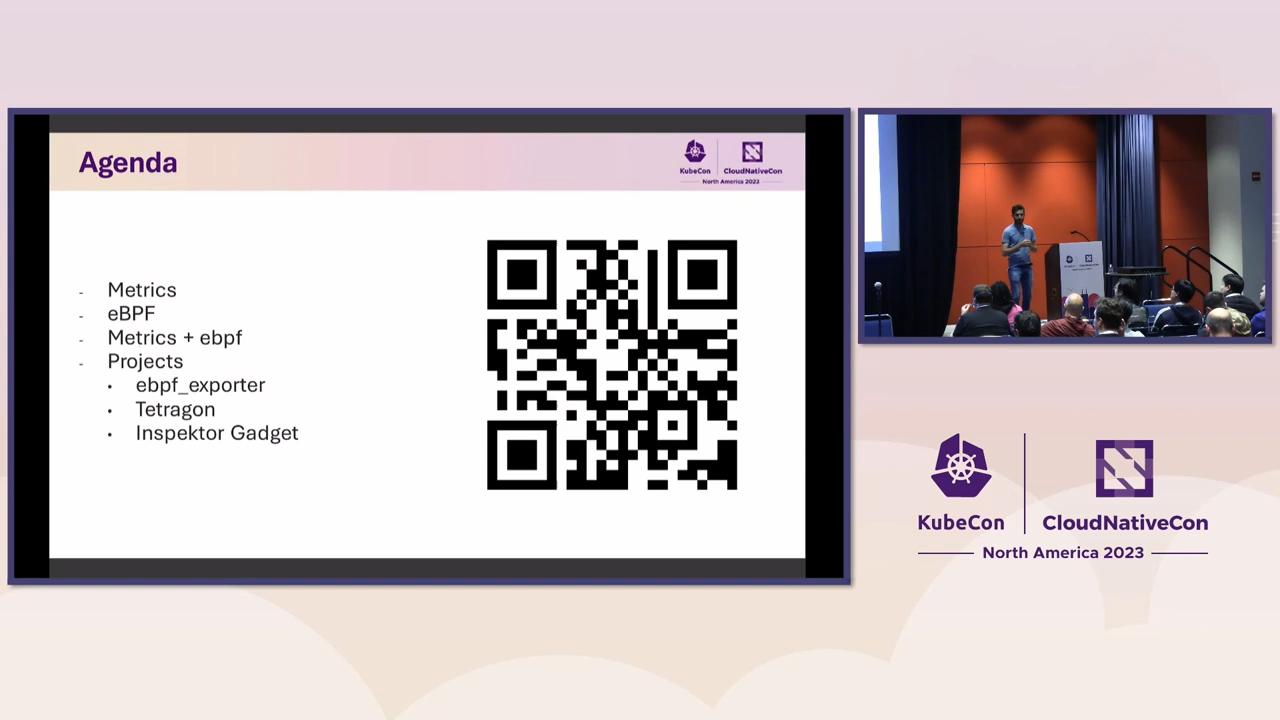 Agenda
KubeCon
CloudNativeCon
North America 2023
- Metrics
- eBPF
- Metrics + ebpf
- Projects
• ebpf_exporter
• Tetragon
• Inspektor Gadget
KubeCon
CloudNativeCon
North America 2023